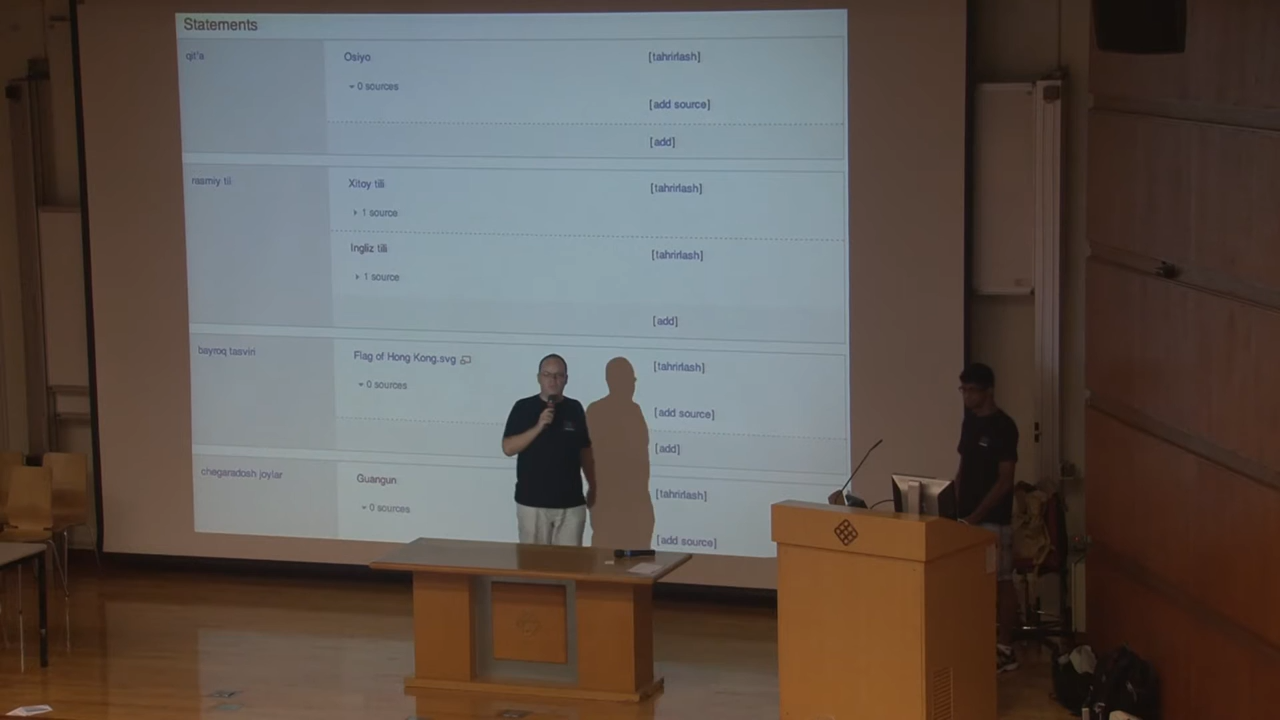 Statements
qit'a
Osiyo
[tahrirlash]
0 sources
[add source]
[add]
rasmiy til
Xitoy tili
[tahrirlash]
1 source
Ingliz tili
[tahrirlash]
1 source
[add]
bayroq tasviri
Flag of Hong Kong.svg
[tahrirlash]
0 sources
[add source]
[add]
chegaradosh joylar
Guangun
[tahrirlash]
0 sources
[add source]